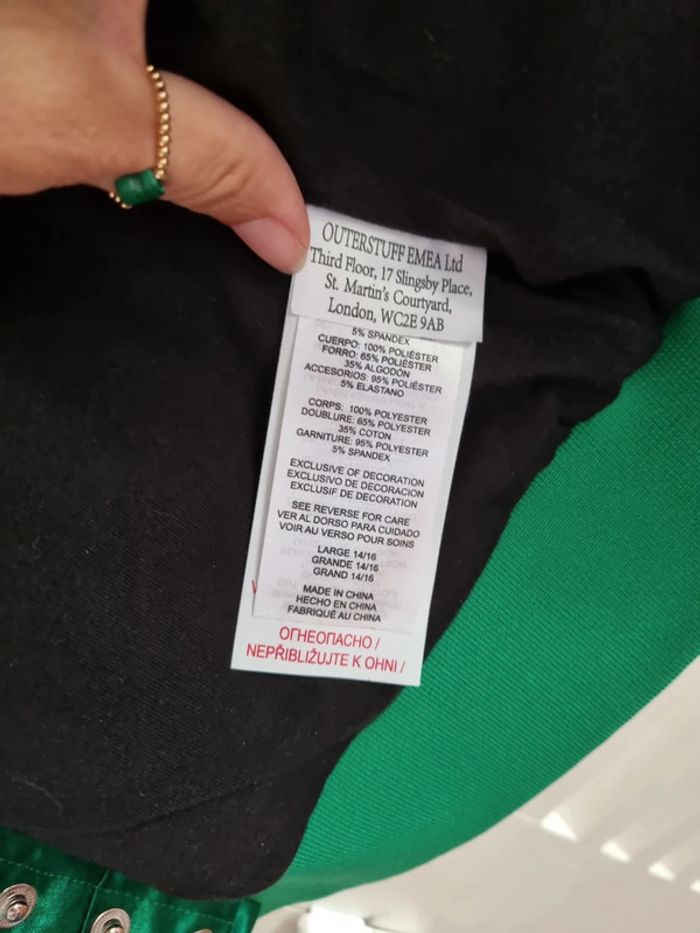 OUTERSTUFF EMEA Ltd
Third Floor, 17 Slingsby Place,
St. Martin's Courtyard,
London, WC2E 9AB
5% SPANDEX
CUERPO: 100% POLIÉSTER
FORRO: 65% POLIÉSTER
35% ALGODÓN
ACCESORIOS: 95% POLIÉSTER
5% ELASTANO
CORPS: 100% POLYESTER
DOUBLURE: 65% POLYESTER
35% COTON
GARNITURE: 95% POLYESTER
5% SPANDEX
EXCLUSIVE OF DECORATION
EXCLUSIVO DE DECORACION
EXCLUSIF DE DECORATION
SEE REVERSE FOR CARE
VER AL DORSO PARA CUIDADO
VOIR AU VERSO POUR SOINS
LARGE 14/16
GRANDE 14/16
GRAND 14/16
MADE IN CHINA
HECHO EN CHINA
FABRIQUÉ AU CHINA
ОГНЕОПАСНО /
NEPŘIBLIŽUJTE K OHNI /